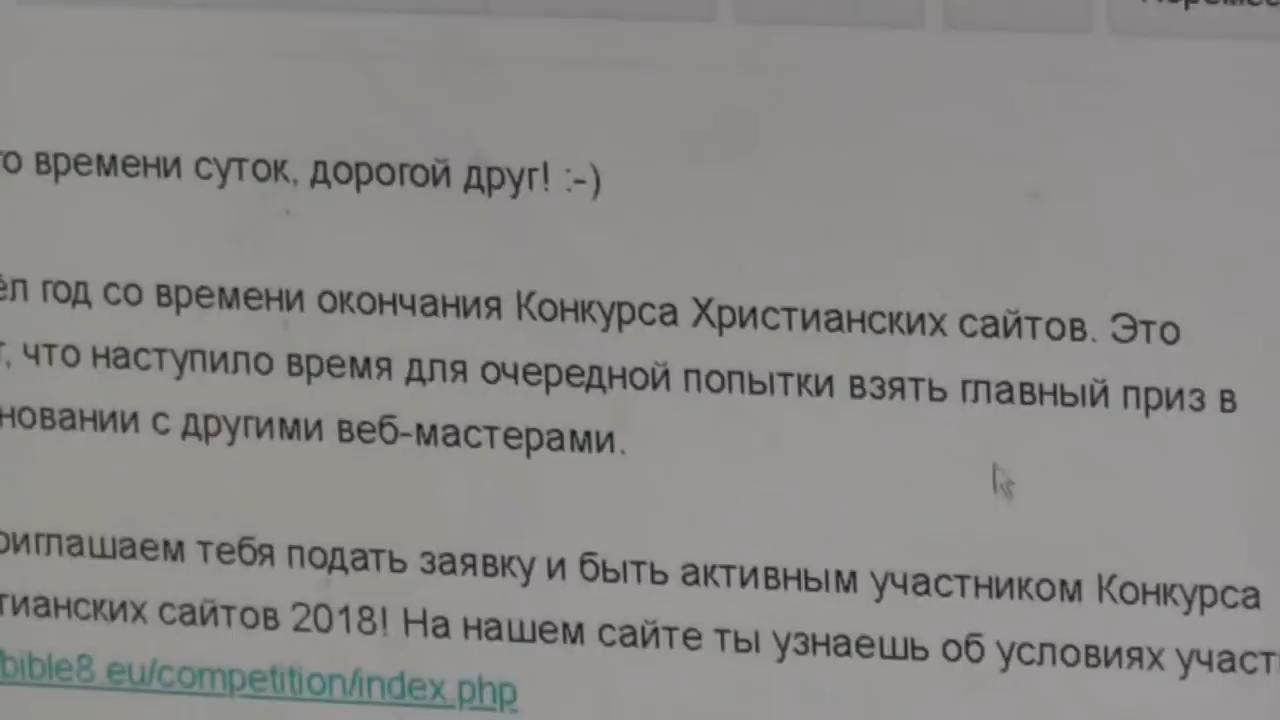 времени суток, дорогой друг! :-)
год со времени окончания Конкурса Христианских сайтов. Это
что наступило время для очередной попытки взять главный приз в
новании с другими веб-мастерами.
риглашаем тебя подать заявку и быть активным участником Конкурса
тианских сайтов 2018! На нашем сайте ты узнаешь об условиях участ
bible8.eu/competition/index.php